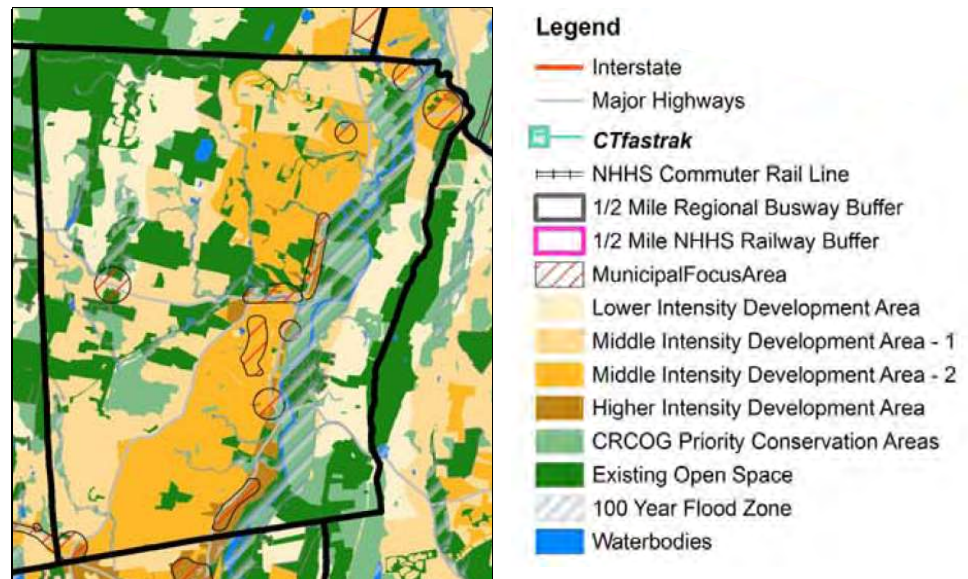 Legend
Interstate
Major Highways
CTfastrak
NHHS Commuter Rail Line
1/2 Mile Regional Busway Buffer
1/2 Mile NHHS Railway Buffer
MunicipalFocusArea
Lower Intensity Development Area
Middle Intensity Development Area - 1
Middle Intensity Development Area - 2
Higher Intensity Development Area
CRCOG Priority Conservation Areas
Existing Open Space
100 Year Flood Zone
Waterbodies